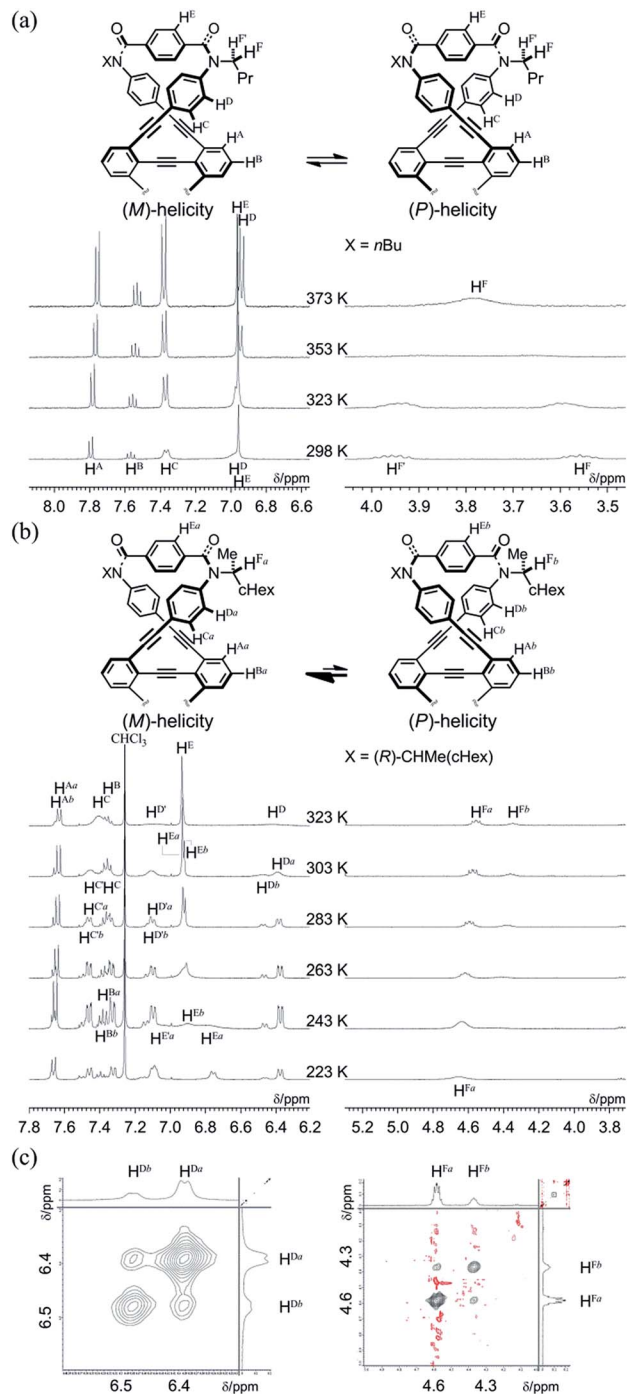 (a)
H^E H^E
O O H^F' H^F O O H^F' H^F
XN N Pr XN N Pr
H^D H^D
H^C H^C
H^A H^A
H^B H^B
(M)-helicity (P)-helicity
H^E
H^D X = nBu
373 K H^F
353 K
323 K
298 K
H^A H^B H^C H^D H^F' H^F
H^E
δ/ppm δ/ppm
8.0 7.8 7.6 7.4 7.2 7.0 6.8 6.6 4.0 3.9 3.8 3.7 3.6 3.5
(b)
H^Ea H^Eb
O O Me H^Fa O O Me H^Fb
XN N cHex XN N cHex
H^Da H^Db
H^Ca H^Cb
H^Aa H^Ab
H^Ba H^Bb
(M)-helicity (P)-helicity
CHCl3
X = (R)-CHMe(cHex)
H^Aa H^B H^E
H^Ab H^C H^D' H^D 323 K H^Fa H^Fb
H^Ea H^Eb
H^Da 303 K
H^C' H^C H^Db
H^C'a H^D'a 283 K
H^C'b H^D'b
263 K
H^Ba H^Eb
H^Bb 243 K
H^E'a H^Ea
223 K
H^Fa
δ/ppm δ/ppm
7.8 7.6 7.4 7.2 7.0 6.8 6.6 6.4 6.2 5.2 5.0 4.8 4.6 4.4 4.2 4.0 3.8
(c)
H^Db H^Da H^Fa H^Fb
δ/ppm δ/ppm
6.4 H^Da 4.3 H^Fb
6.5 H^Db 4.6 H^Fa
6.5 6.4 δ/ppm 4.6 4.3 δ/ppm